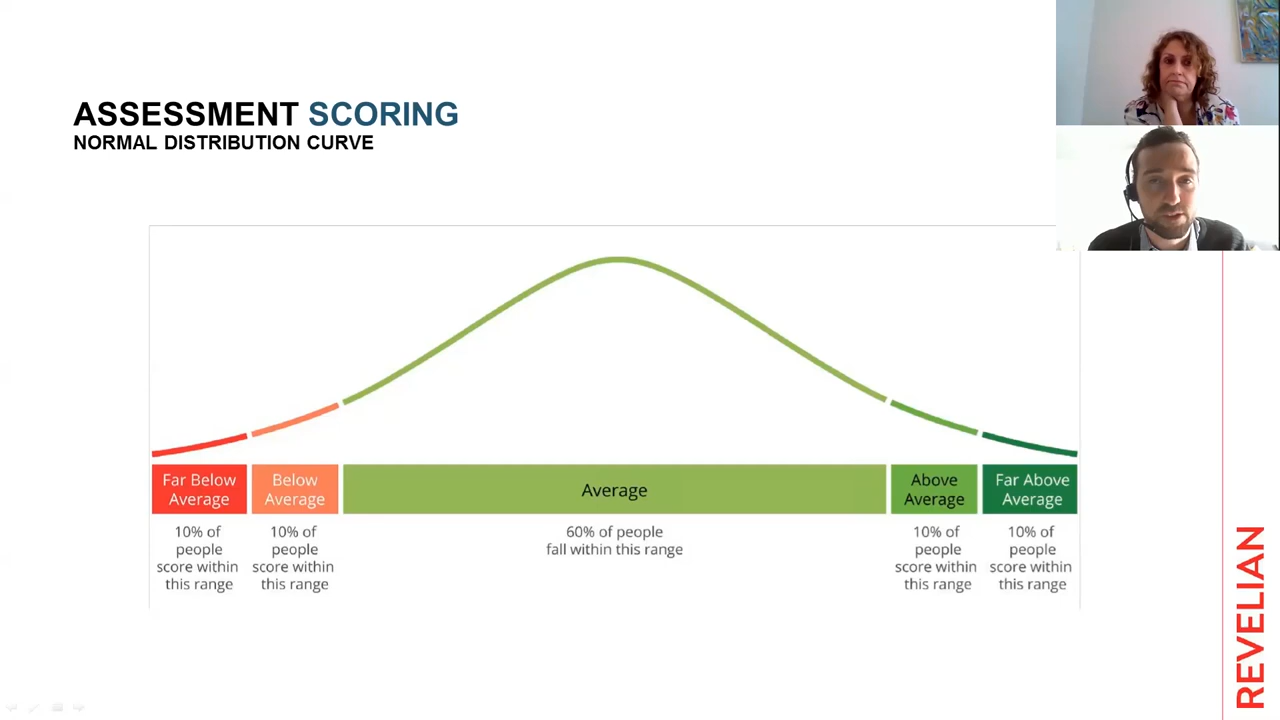 ASSESSMENT SCORING
NORMAL DISTRIBUTION CURVE
Far Below
Average
Below
Average
Average
Above
Average
Far Above
Average
10% of
people
score within
this range
10% of
people
score within
this range
60% of people
fall within this range
10% of
people
score within
this range
10% of
people
score within
this range
REVELIAN